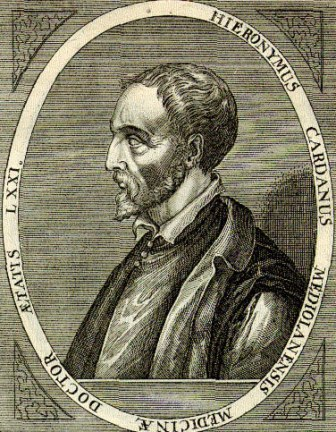 HIERONYMUS CARDANUS MEDIOLANENSIS MEDICINÆ DOCTOR ÆTATIS LXXI.